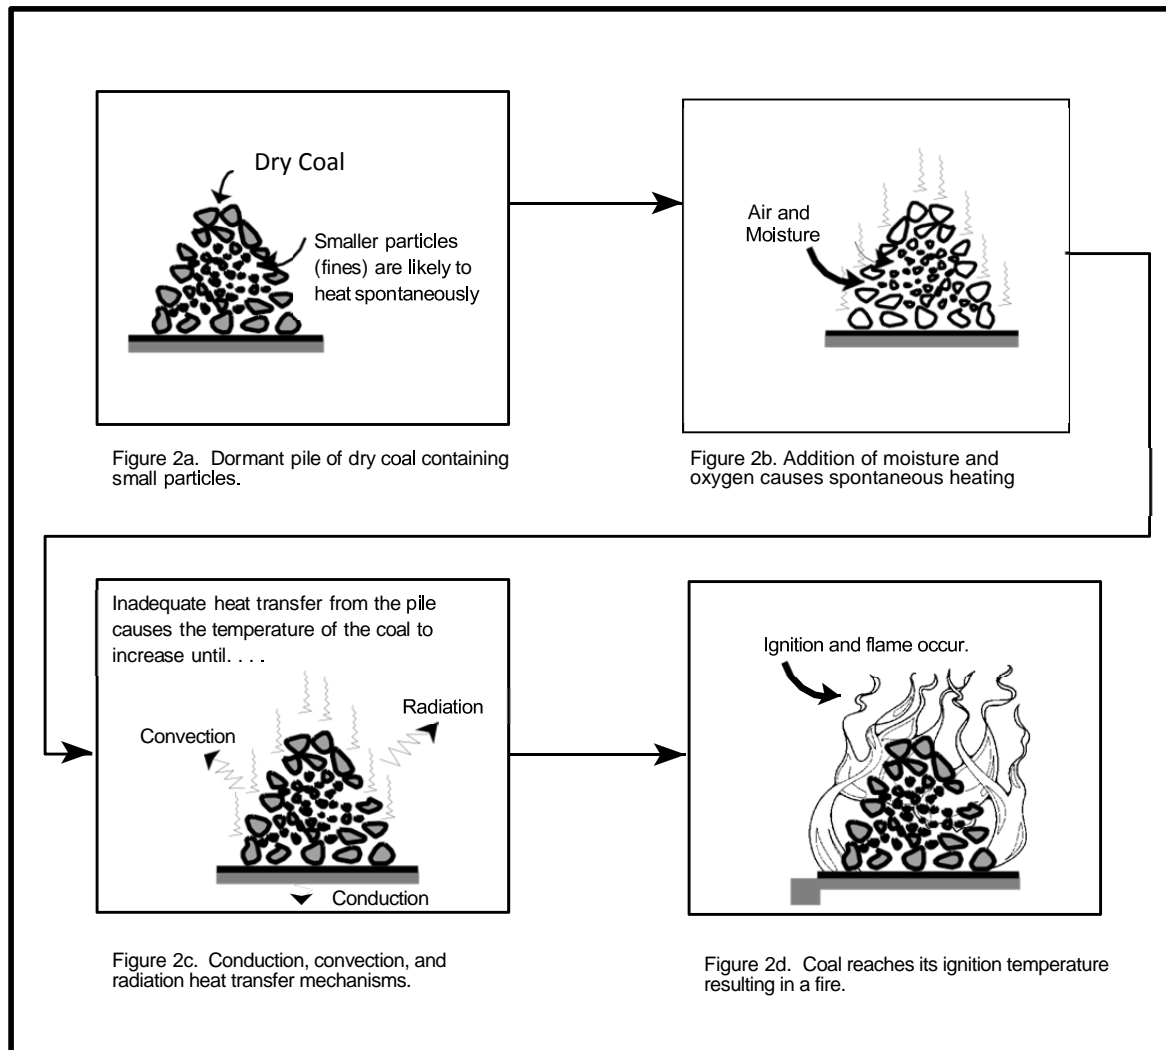 Dry Coal
Smaller particles
(fines) are likely to
heat spontaneously
Figure 2a. Dormant pile of dry coal containing
small particles.
Air and
Moisture
Figure 2b. Addition of moisture and
oxygen causes spontaneous heating
Inadequate heat transfer from the pile
causes the temperature of the coal to
increase until. . . .
Radiation
Convection
Conduction
Figure 2c. Conduction, convection, and
radiation heat transfer mechanisms.
Ignition and flame occur.
Figure 2d. Coal reaches its ignition temperature
resulting in a fire.